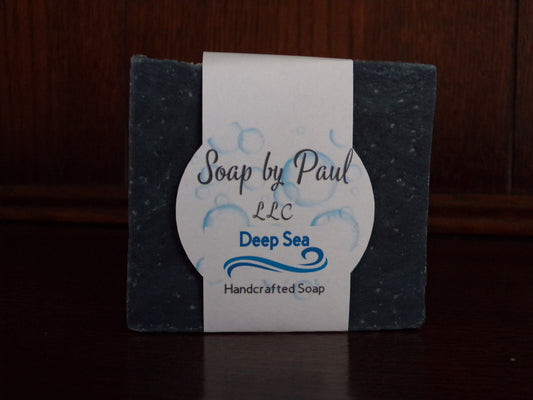 Soap by Paul
LLC
Deep Sea
Handcrafted Soap